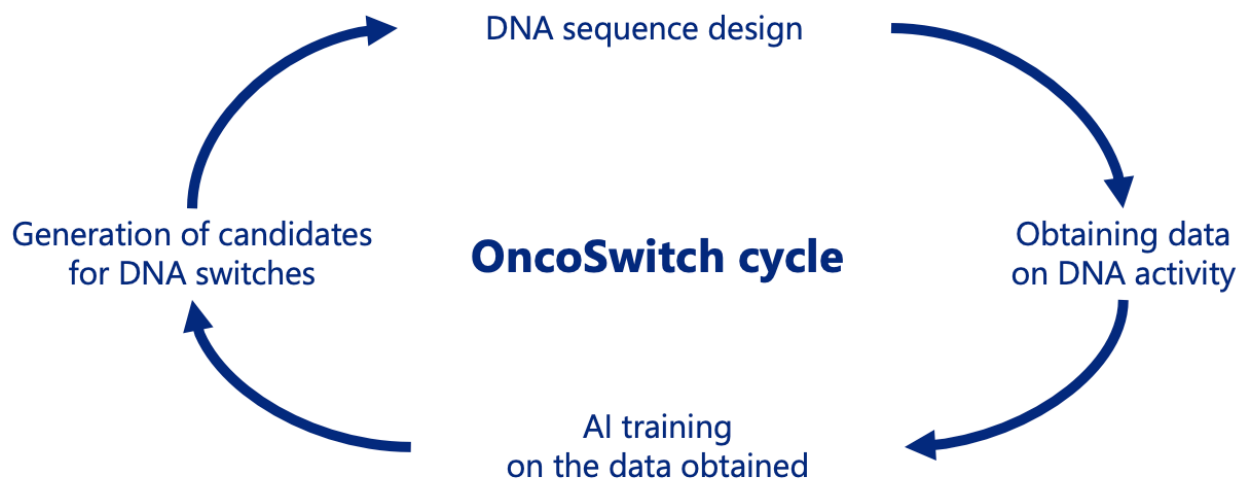 DNA sequence design
Generation of candidates
for DNA switches
OncoSwitch cycle
Obtaining data
on DNA activity
AI training
on the data obtained